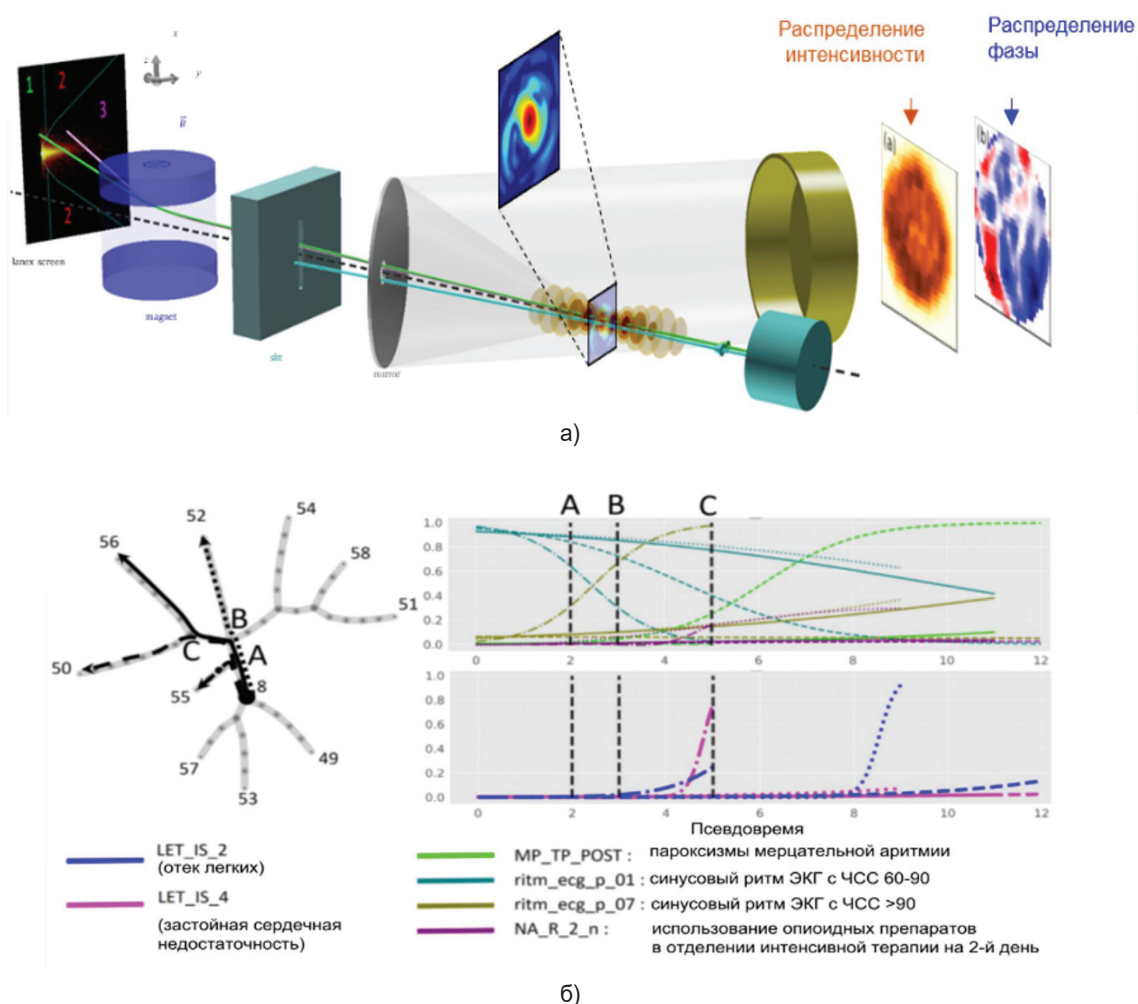 Распределение
интенсивности
Распределение
фазы
x
z
y
1
2
3
2
lanex screen
magnet
slit
mirror
(a)
(b)
а)
54
52
56
58
51
B
C
A
50
8
55
57
49
53
A B C
1.0
0.8
0.6
0.4
0.2
0.0
0 2 4 6 8 10 12
1.0
0.8
0.6
0.4
0.2
0.0
0 2 4 6 8 10 12
Псевдовремя
LET_IS_2
(отек легких)
LET_IS_4
(застойная сердечная
недостаточность)
MP_TP_POST : пароксизмы мерцательной аритмии
ritm_ecg_p_01 : синусовый ритм ЭКГ с ЧСС 60-90
ritm_ecg_p_07 : синусовый ритм ЭКГ с ЧСС >90
NA_R_2_n : использование опиоидных препаратов
в отделении интенсивной терапии на 2-й день
б)